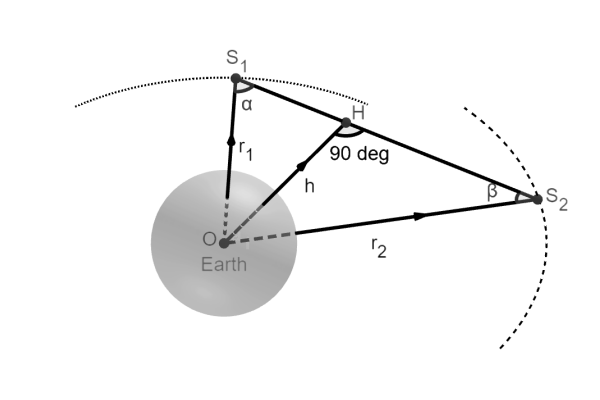 S₁
α
H
r₁
90 deg
h
β
S₂
O
r₂
Earth